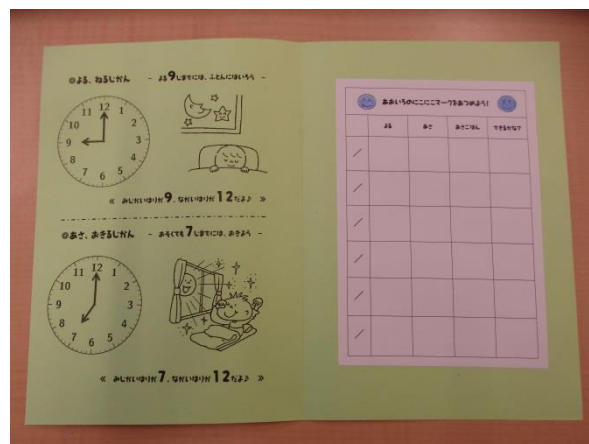 ◎よる、ねるじかん - よる9じまでには、ふとんにはいろう -
11 12 1
10 2
9 3
8 4
7 6 5
≪ みじかいはりが9、ながいはりが12だよ♪ ≫
◎あさ、おきるじかん - おそくても7じまでには、おきよう -
11 12 1
10 2
9 3
8 4
7 6 5
≪ みじかいはりが7、ながいはりが12だよ♪ ≫
あおいろのにこにこマークをあつめよう!
よる あさ あさごはん できるかな?
/
/
/
/
/
/